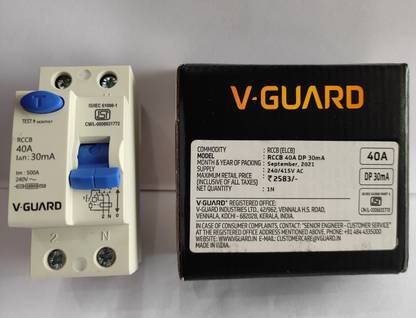 T
TEST MONTHLY
RCCB
40A
IΔn: 30mA
Im : 500A
240V~
IS/IEC 61008-1
CM/L-0008931772
V-GUARD
2 N
V-GUARD
COMMODITY RCCB (ELCB)
MODEL RCCB 40A DP 30mA
MONTH & YEAR OF PACKING September, 2021
SUPPLY 240/415V AC
MAXIMUM RETAIL PRICE ₹ 2583/-
(INCLUSIVE OF ALL TAXES)
NET QUANTITY : 1N
40A
DP 30mA
V-GUARD REGISTERED OFFICE:
V-GUARD INDUSTRIES LTD., 42/962, VENNALA H.S. ROAD,
VENNALA, KOCHI - 682028, KERALA, INDIA.
IN CASE OF CONSUMER COMPLAINTS, CONTACT: "SENIOR ENGINEER - CUSTOMER SERVICE"
AT THE REGISTERED OFFICE ADDRESS MENTIONED ABOVE, PHONE: +91 484 4335000
WEBSITE: WWW.VGUARD.IN E-MAIL: CUSTOMERCARE@VGUARD.IN
MADE IN INDIA.